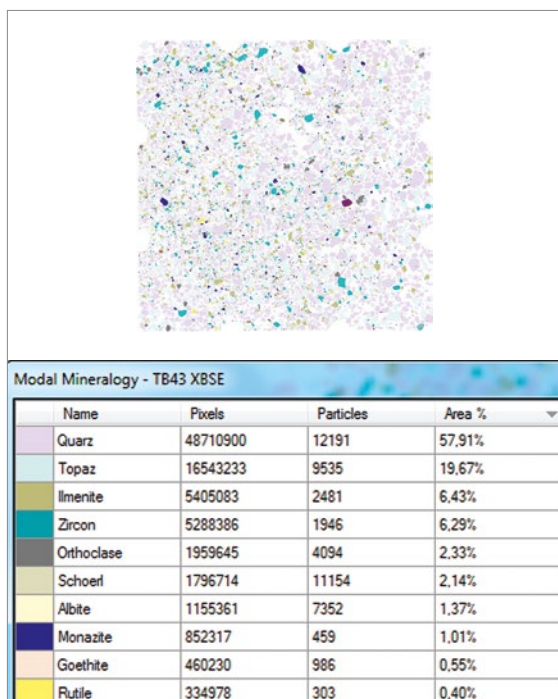 Modal Mineralogy - TB43 XBSE
Name Pixels Particles Area %
Quarz 48710900 12191 57,91%
Topaz 16543233 9535 19,67%
Ilmenite 5405083 2481 6,43%
Zircon 5288386 1946 6,29%
Orthoclase 1959645 4094 2,33%
Schoerl 1796714 11154 2,14%
Albite 1155361 7352 1,37%
Monazite 852317 459 1,01%
Goethite 460230 986 0,55%
Rutile 334978 303 0,40%